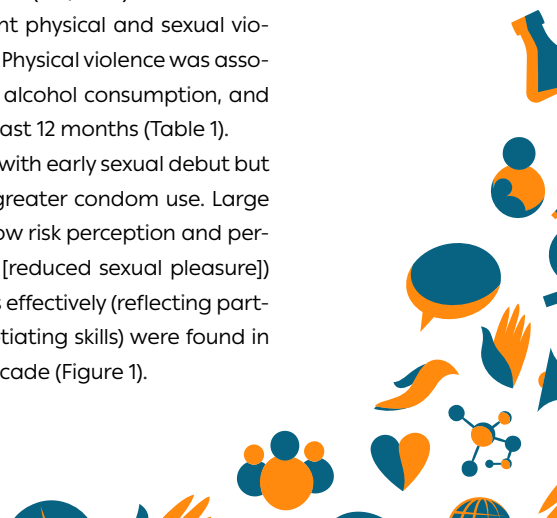 nt physical and sexual vio-
Physical violence was asso-
alcohol consumption, and
ast 12 months (Table 1).
with early sexual debut but
greater condom use. Large
ow risk perception and per-
[reduced sexual pleasure])
s effectively (reflecting part-
tiating skills) were found in
cade (Figure 1).